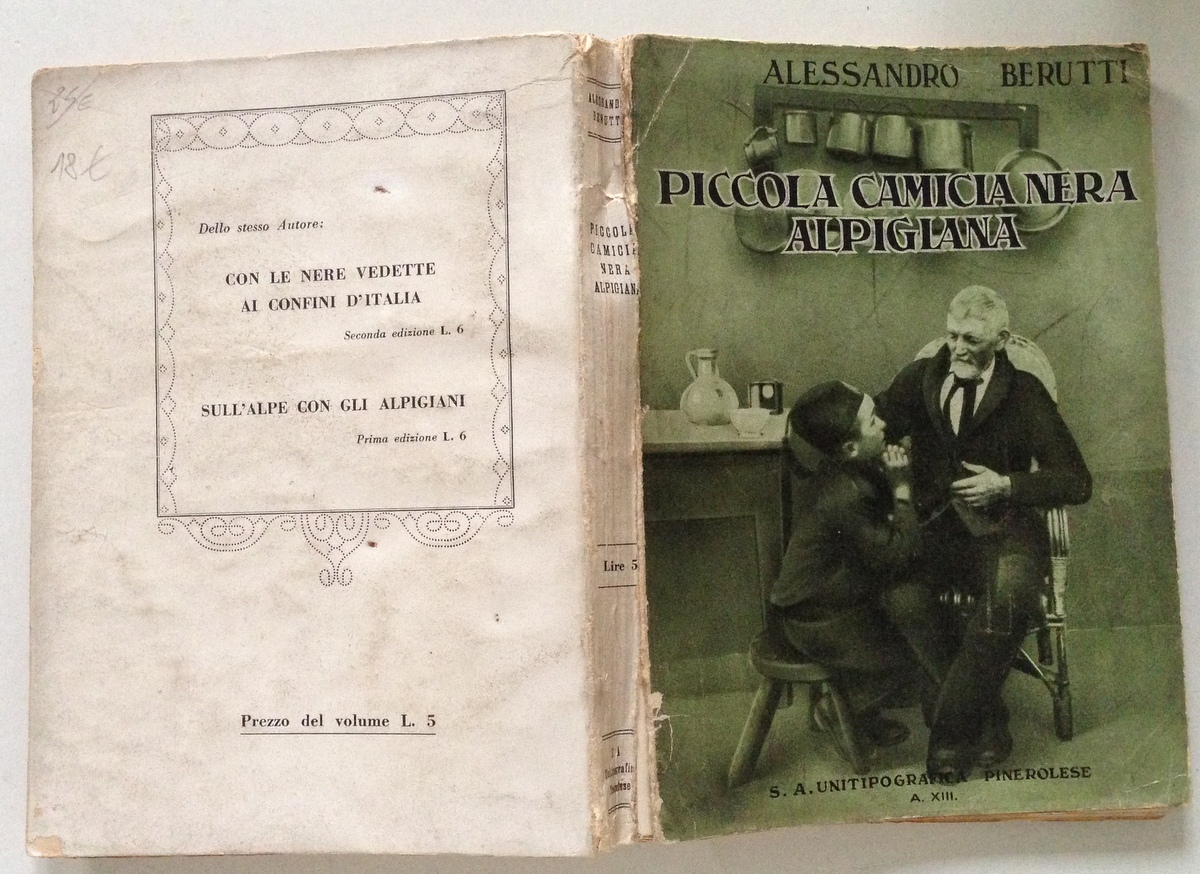 25€
18 €
Dello stesso Autore:
CON LE NERE VEDETTE
AI CONFINI D'ITALIA
Seconda edizione L. 6
SULL'ALPE CON GLI ALPIGIANI
Prima edizione L. 6
Prezzo del volume L. 5
PICCOLA
CAMICIA
NERA
ALPIGIANA
Lire 5
ALESSANDRO BERUTTI
PICCOLA CAMICIA NERA
ALPIGIANA
S. A. UNITIPOGRAFICA PINEROLESE
A. XIII.